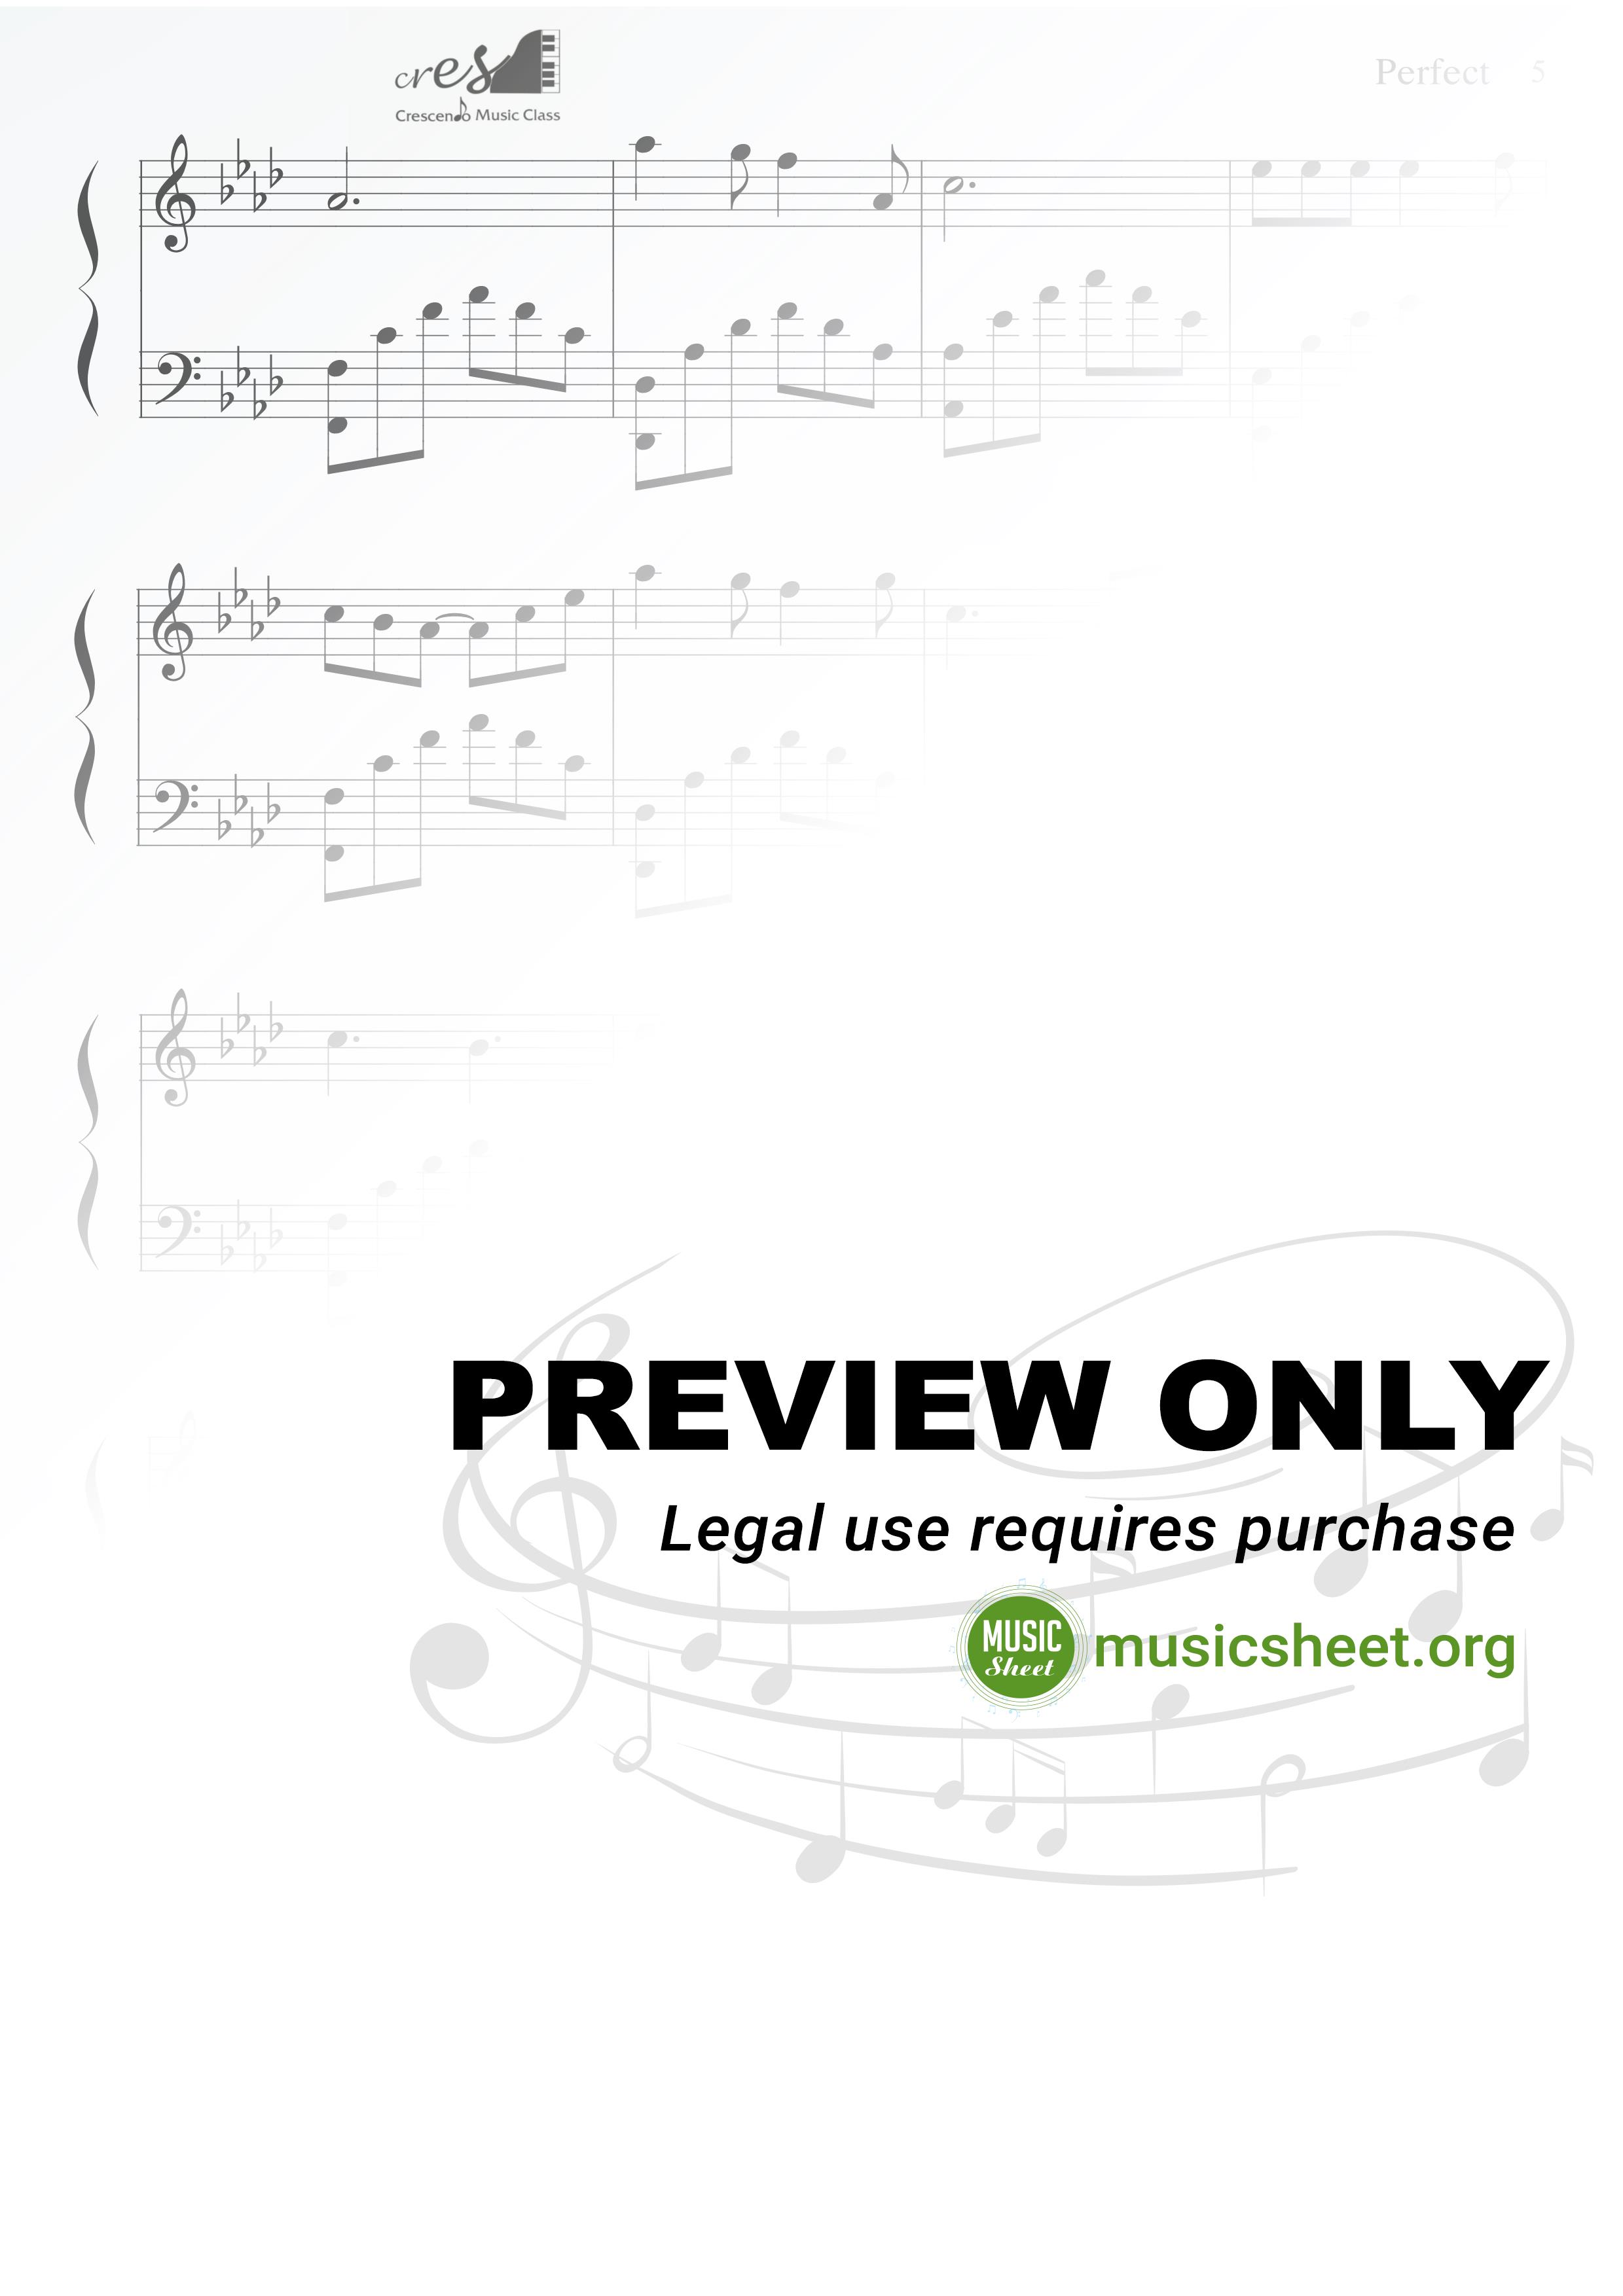 cres
Crescendo Music Class
Perfect 5
PREVIEW ONLY
Legal use requires purchase
MUSIC
Sheet
musicsheet.org